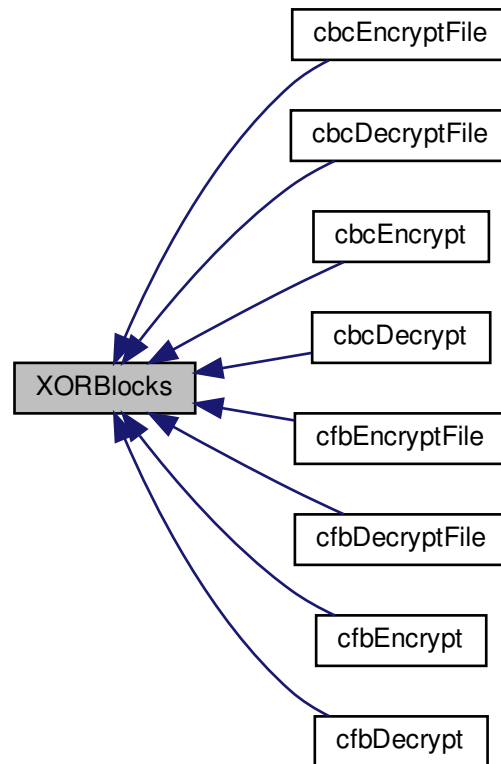 cbcEncryptFile
cbcDecryptFile
cbcEncrypt
cbcDecrypt
XORBlocks
cfbEncryptFile
cfbDecryptFile
cfbEncrypt
cfbDecrypt